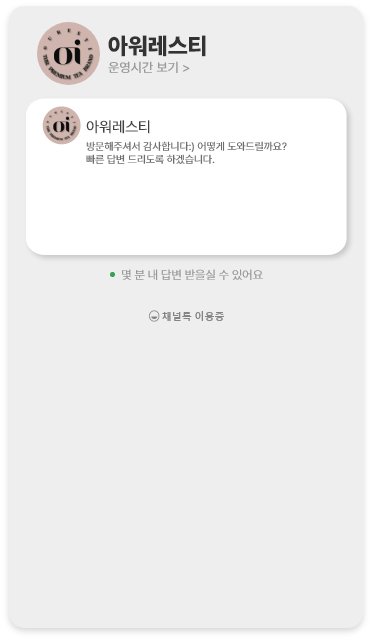 OURESTI
oi
THE PREMIUM TEA BRAND
아워레스티
운영시간 보기 >
oi
아워레스티
방문해주셔서 감사합니다:) 어떻게 도와드릴까요?
빠른 답변 드리도록 하겠습니다.
몇 분 내 답변 받을실 수 있어요
채널톡 이용중